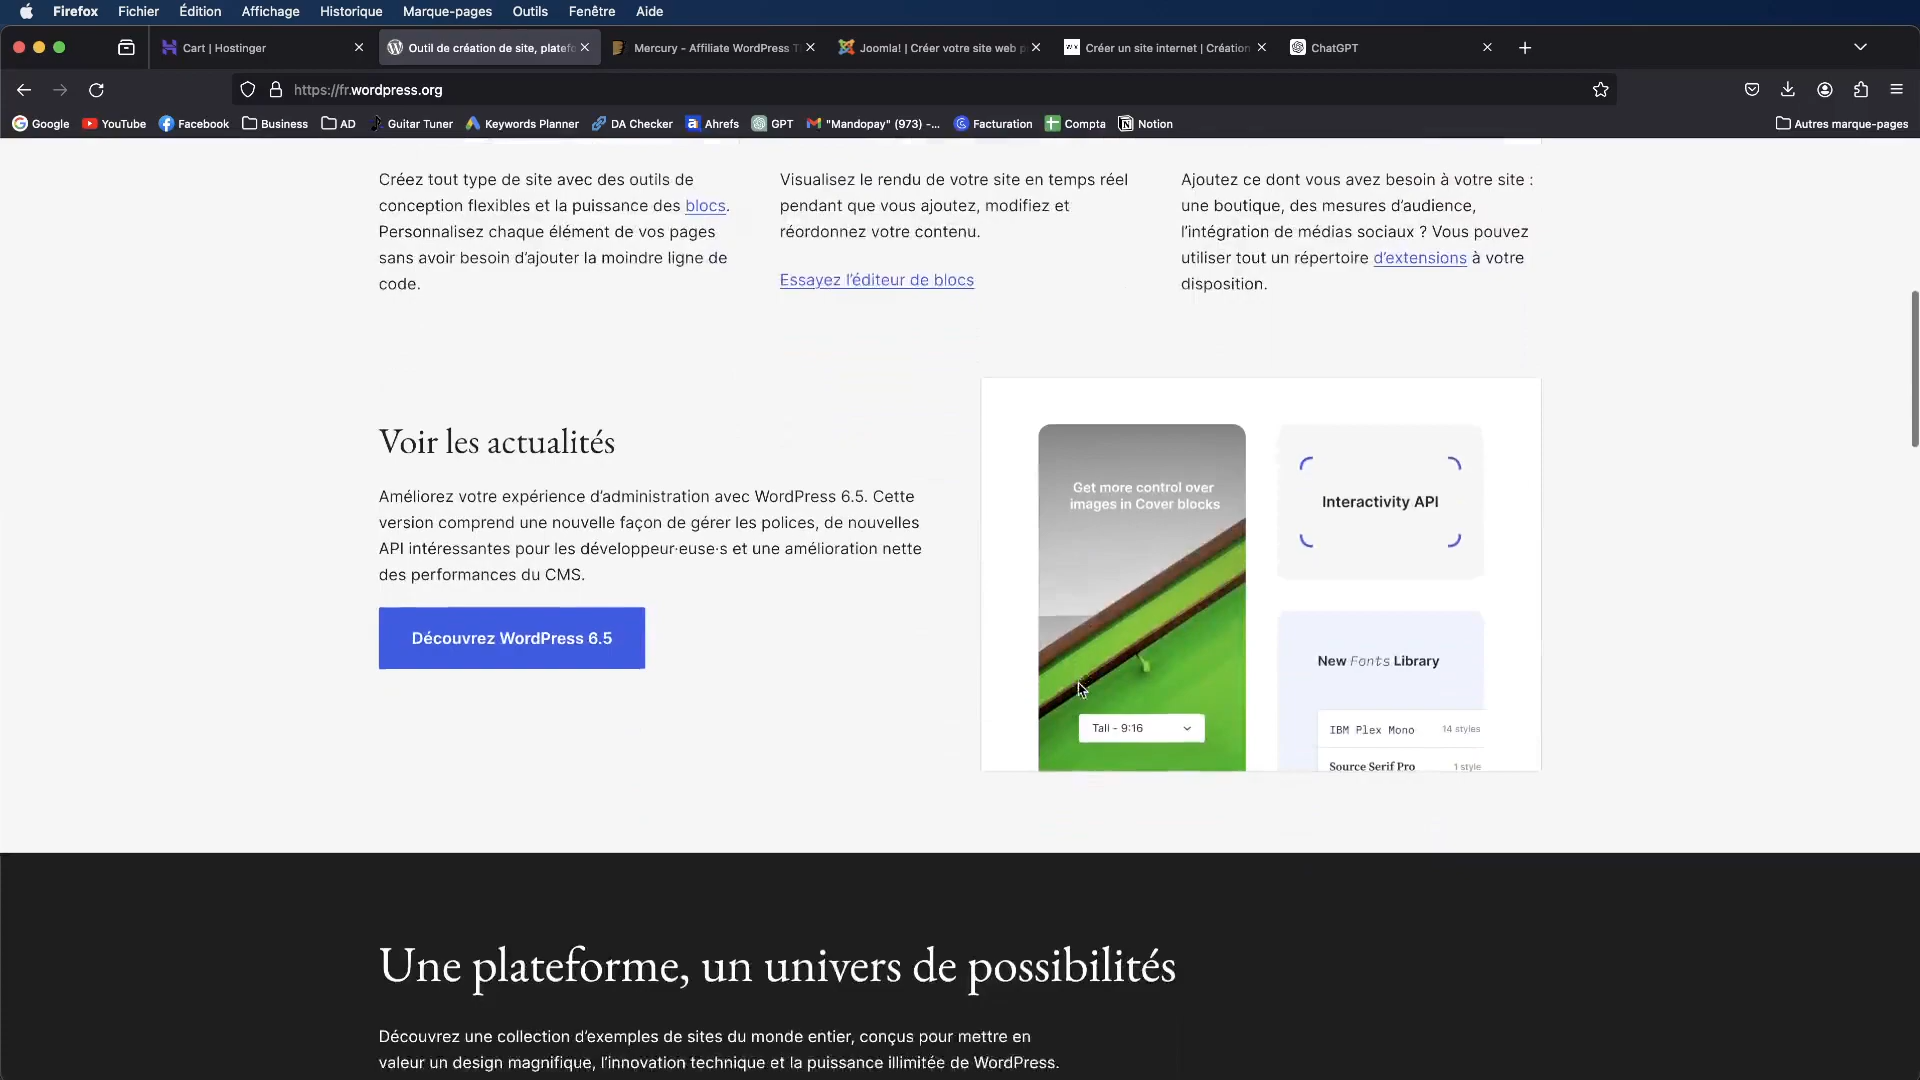 Firefox Fichier Édition Affichage Historique Marque-pages Outils Fenêtre Aide
Cart | Hostinger
Outil de création de site, platefo
Mercury - Affiliate WordPress T
Joomla! | Créer votre site web p
Créer un site internet | Création
ChatGPT
https://fr.wordpress.org
Google YouTube Facebook Business AD Guitar Tuner Keywords Planner DA Checker Ahrefs GPT "Mandopay" (973) -... Facturation Compta Notion Autres marque-pages
Créez tout type de site avec des outils de
conception flexibles et la puissance des blocs.
Personnalisez chaque élément de vos pages
sans avoir besoin d’ajouter la moindre ligne de
code.
Visualisez le rendu de votre site en temps réel
pendant que vous ajoutez, modifiez et
réordonnez votre contenu.
Essayez l’éditeur de blocs
Ajoutez ce dont vous avez besoin à votre site :
une boutique, des mesures d’audience,
l’intégration de médias sociaux ? Vous pouvez
utiliser tout un répertoire d’extensions à votre
disposition.
Voir les actualités
Améliorez votre expérience d’administration avec WordPress 6.5. Cette
version comprend une nouvelle façon de gérer les polices, de nouvelles
API intéressantes pour les développeur·euse·s et une amélioration nette
des performances du CMS.
Découvrez WordPress 6.5
Get more control over
images in Cover blocks
Tall - 9:16
Interactivity API
New Fonts Library
IBM Plex Mono 14 styles
Source Serif Pro 1 style
Une plateforme, un univers de possibilités
Découvrez une collection d’exemples de sites du monde entier, conçus pour mettre en
valeur un design magnifique, l’innovation technique et la puissance illimitée de WordPress.